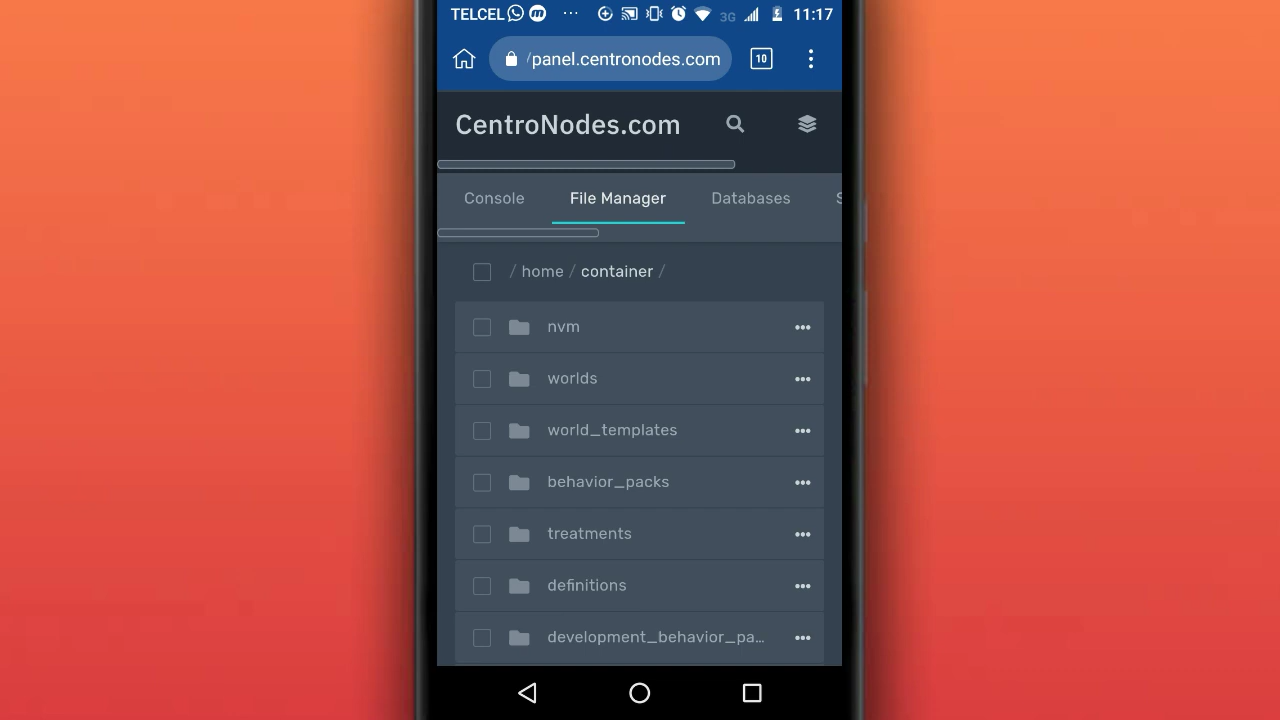 TELCEL 3G 11:17
/panel.centronodes.com 10
CentroNodes.com
Console File Manager Databases S
/ home / container /
nvm
worlds
world_templates
behavior_packs
treatments
definitions
development_behavior_pa...